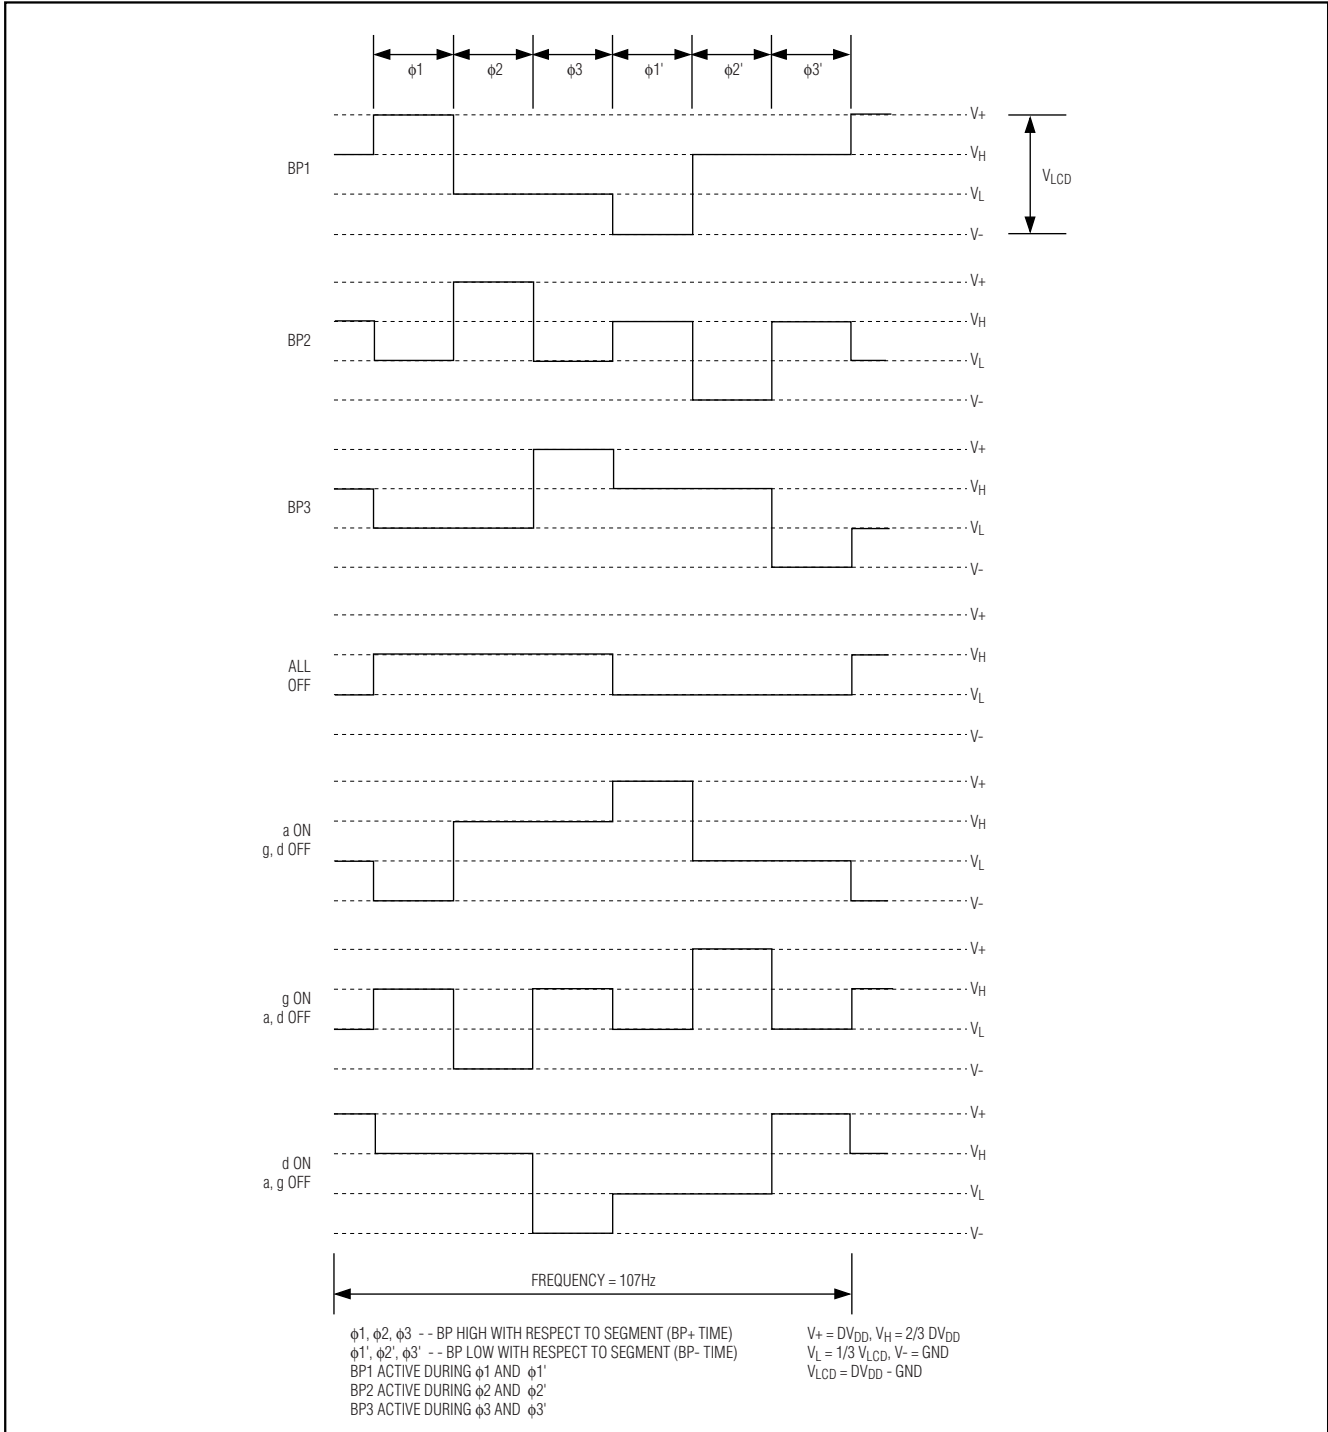 ϕ1 ϕ2 ϕ3 ϕ1' ϕ2' ϕ3'
V+
BP1
VH
VL
V-
VLCD
V+
BP2
VH
VL
V-
V+
BP3
VH
VL
V-
V+
ALL
OFF
VH
VL
V-
V+
a ON
g, d OFF
VH
VL
V-
V+
g ON
a, d OFF
VH
VL
V-
V+
d ON
a, g OFF
VH
VL
V-
FREQUENCY = 107Hz
ϕ1, ϕ2, ϕ3 - - BP HIGH WITH RESPECT TO SEGMENT (BP+ TIME)
ϕ1', ϕ2', ϕ3' - - BP LOW WITH RESPECT TO SEGMENT (BP- TIME)
BP1 ACTIVE DURING ϕ1 AND ϕ1'
BP2 ACTIVE DURING ϕ2 AND ϕ2'
BP3 ACTIVE DURING ϕ3 AND ϕ3'
V+ = DVDD, VH = 2/3 DVDD
VL = 1/3 VLCD, V- = GND
VLCD = DVDD - GND